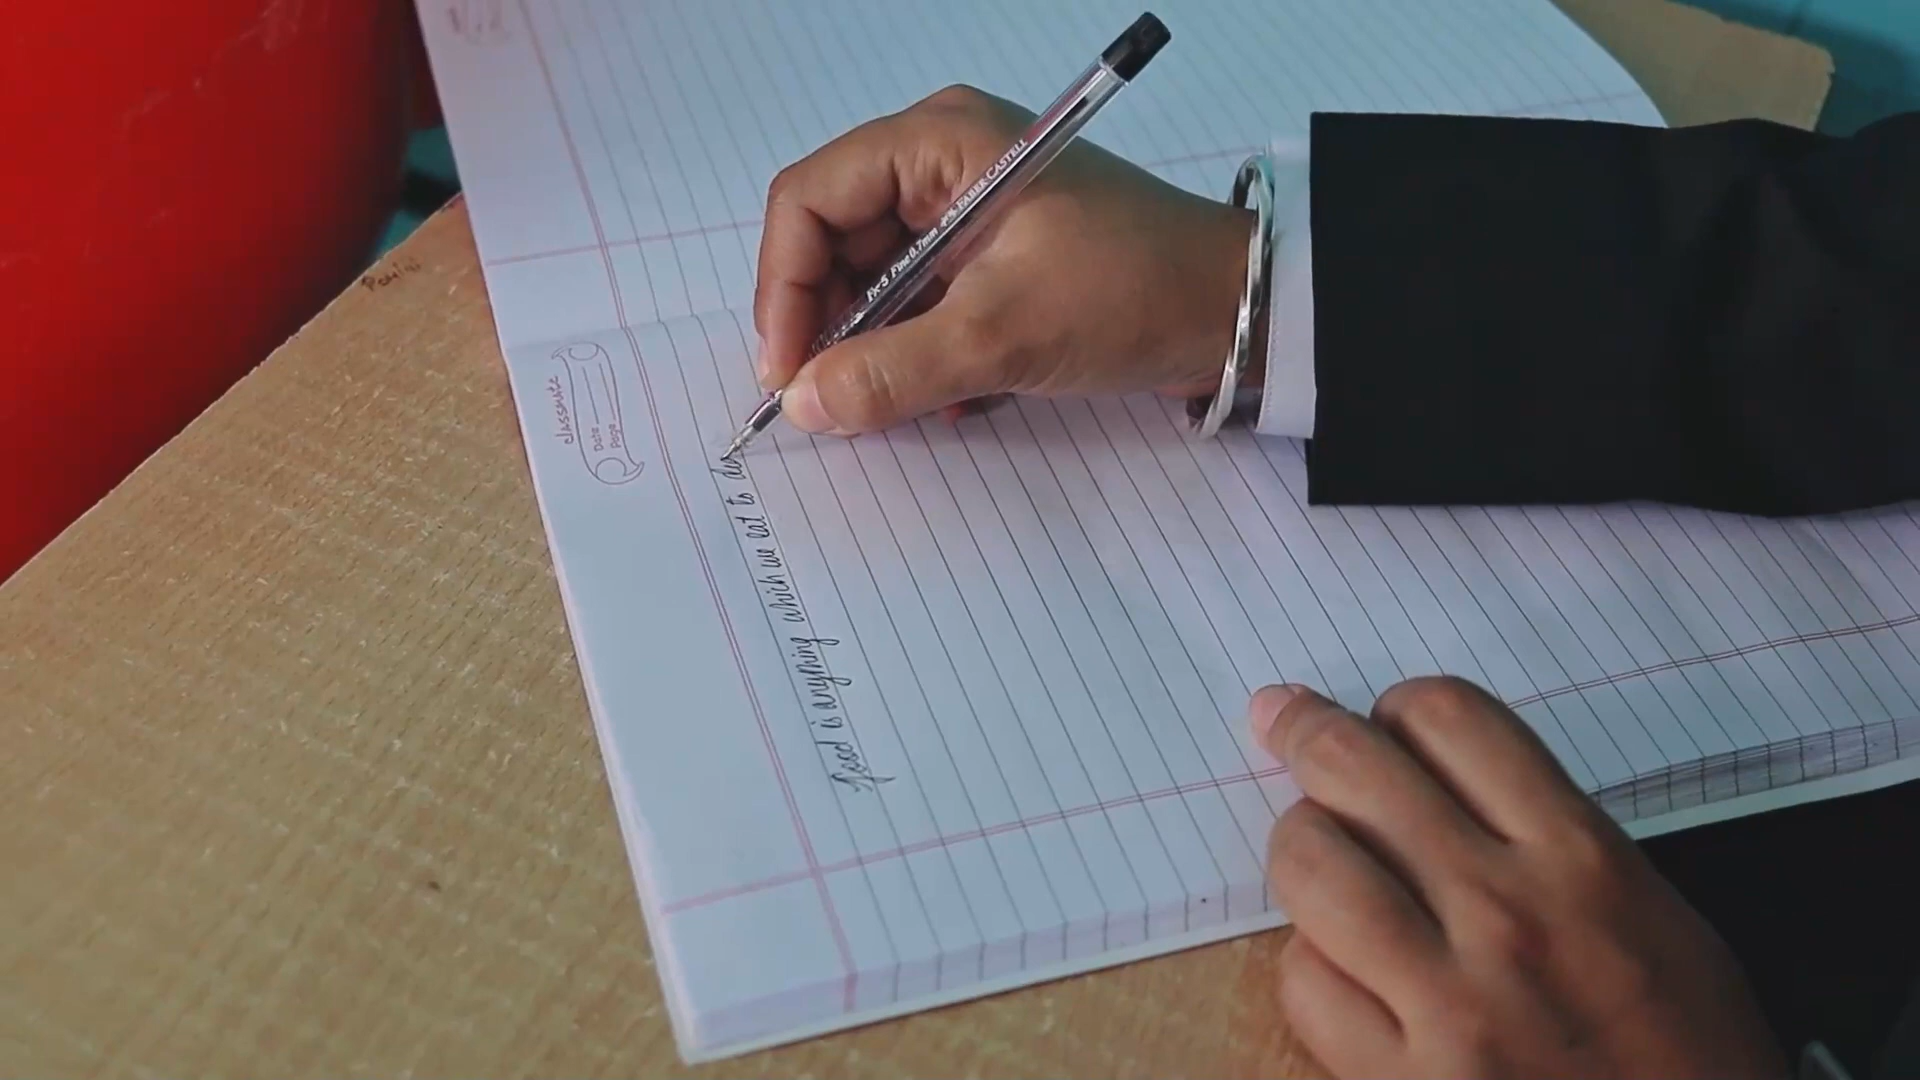 classmate
Date
Page
Food is anything which we eat to
FX-5 Fine 0.7mm FABER CASTELL